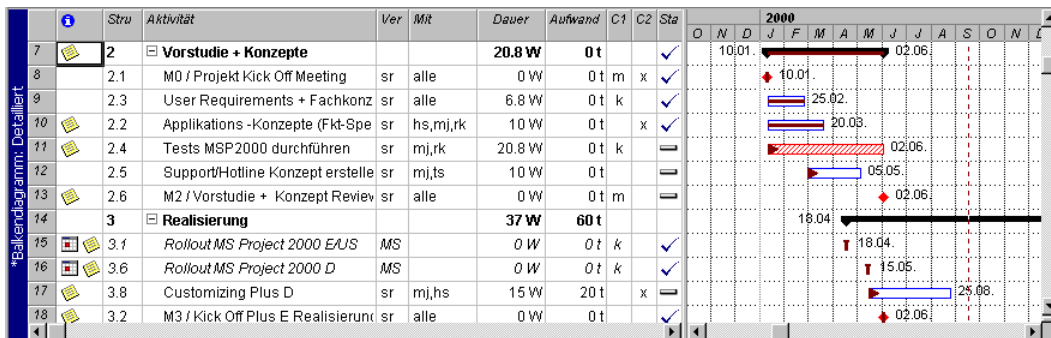 *Balkendiagramm: Detailliert
Stru Aktivität Ver Mit Dauer Aufwand C1 C2 Sta
2000
O N D J F M A M J J A S O N
7 2 Vorstudie + Konzepte 20.8 W 0 t 10.01. 02.06.
8 2.1 M0 / Projekt Kick Off Meeting sr alle 0 W 0 t m x 10.01.
9 2.3 User Requirements + Fachkonz sr alle 6.8 W 0 t k 25.02.
10 2.2 Applikations -Konzepte (Fkt-Spe sr hs,mj,rk 10 W 0 t x 20.03.
11 2.4 Tests MSP2000 durchführen sr mj,rk 20.8 W 0 t k 02.06.
12 2.5 Support/Hotline Konzept erstelle sr mj,ts 10 W 0 t 05.05.
13 2.6 M2 / Vorstudie + Konzept Review sr alle 0 W 0 t m 02.06.
14 3 Realisierung 37 W 60 t 18.04
15 3.1 Rollout MS Project 2000 E/US MS 0 W 0 t k 18.04.
16 3.6 Rollout MS Project 2000 D MS 0 W 0 t k 15.05.
17 3.8 Customizing Plus D sr mj,hs 15 W 20 t x 25.08.
18 3.2 M3 / Kick Off Plus E Realisierung sr alle 0 W 0 t 02.06.